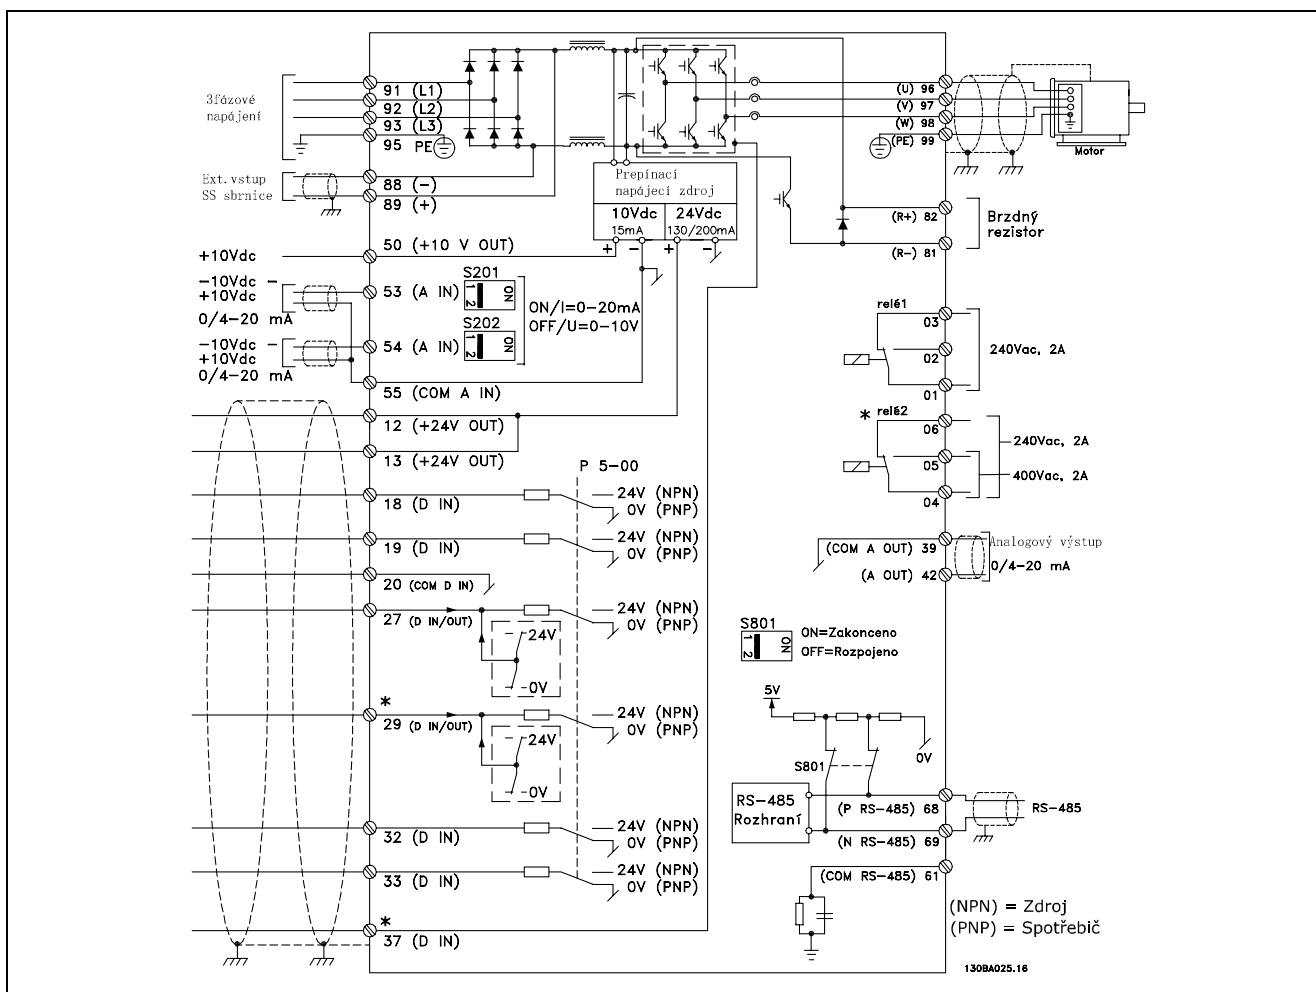 3fázové
napájení
91 (L1)
92 (L2)
93 (L3)
95 PE
Ext. vstup
SS sbrnice
88 (−)
89 (+)
+10Vdc
50 (+10 V OUT)
−10Vdc −
+10Vdc
0/4−20 mA
53 (A IN)
S201
1 2
ON
ON/I=0−20mA
OFF/U=0−10V
−10Vdc −
+10Vdc
0/4−20 mA
54 (A IN)
S202
1 2
ON
55 (COM A IN)
12 (+24V OUT)
13 (+24V OUT)
P 5-00
18 (D IN)
24V (NPN)
0V (PNP)
19 (D IN)
24V (NPN)
0V (PNP)
20 (COM D IN)
27 (D IN/OUT)
24V (NPN)
0V (PNP)
24V
0V
*
29 (D IN/OUT)
24V (NPN)
0V (PNP)
24V
0V
32 (D IN)
24V (NPN)
0V (PNP)
33 (D IN)
24V (NPN)
0V (PNP)
*
37 (D IN)
Prepínací
napájecí zdroj
10Vdc
15mA
24Vdc
130/200mA
+ − + −
(U) 96
(V) 97
(W) 98
(PE) 99
Motor
(R+) 82
(R−) 81
Brzdný
rezistor
relé1
03
02
01
240Vac, 2A
* relé2
06
05
04
240Vac, 2A
400Vac, 2A
(COM A OUT) 39
(A OUT) 42
Analogový výstup
0/4−20 mA
S801
1 2
ON
ON=Zakonceno
OFF=Rozpojeno
5V
0V
S801
RS−485
Rozhraní
(P RS−485) 68
(N RS−485) 69
RS−485
(COM RS−485) 61
(NPN) = Zdroj
(PNP) = Spotřebič
130BA025.16